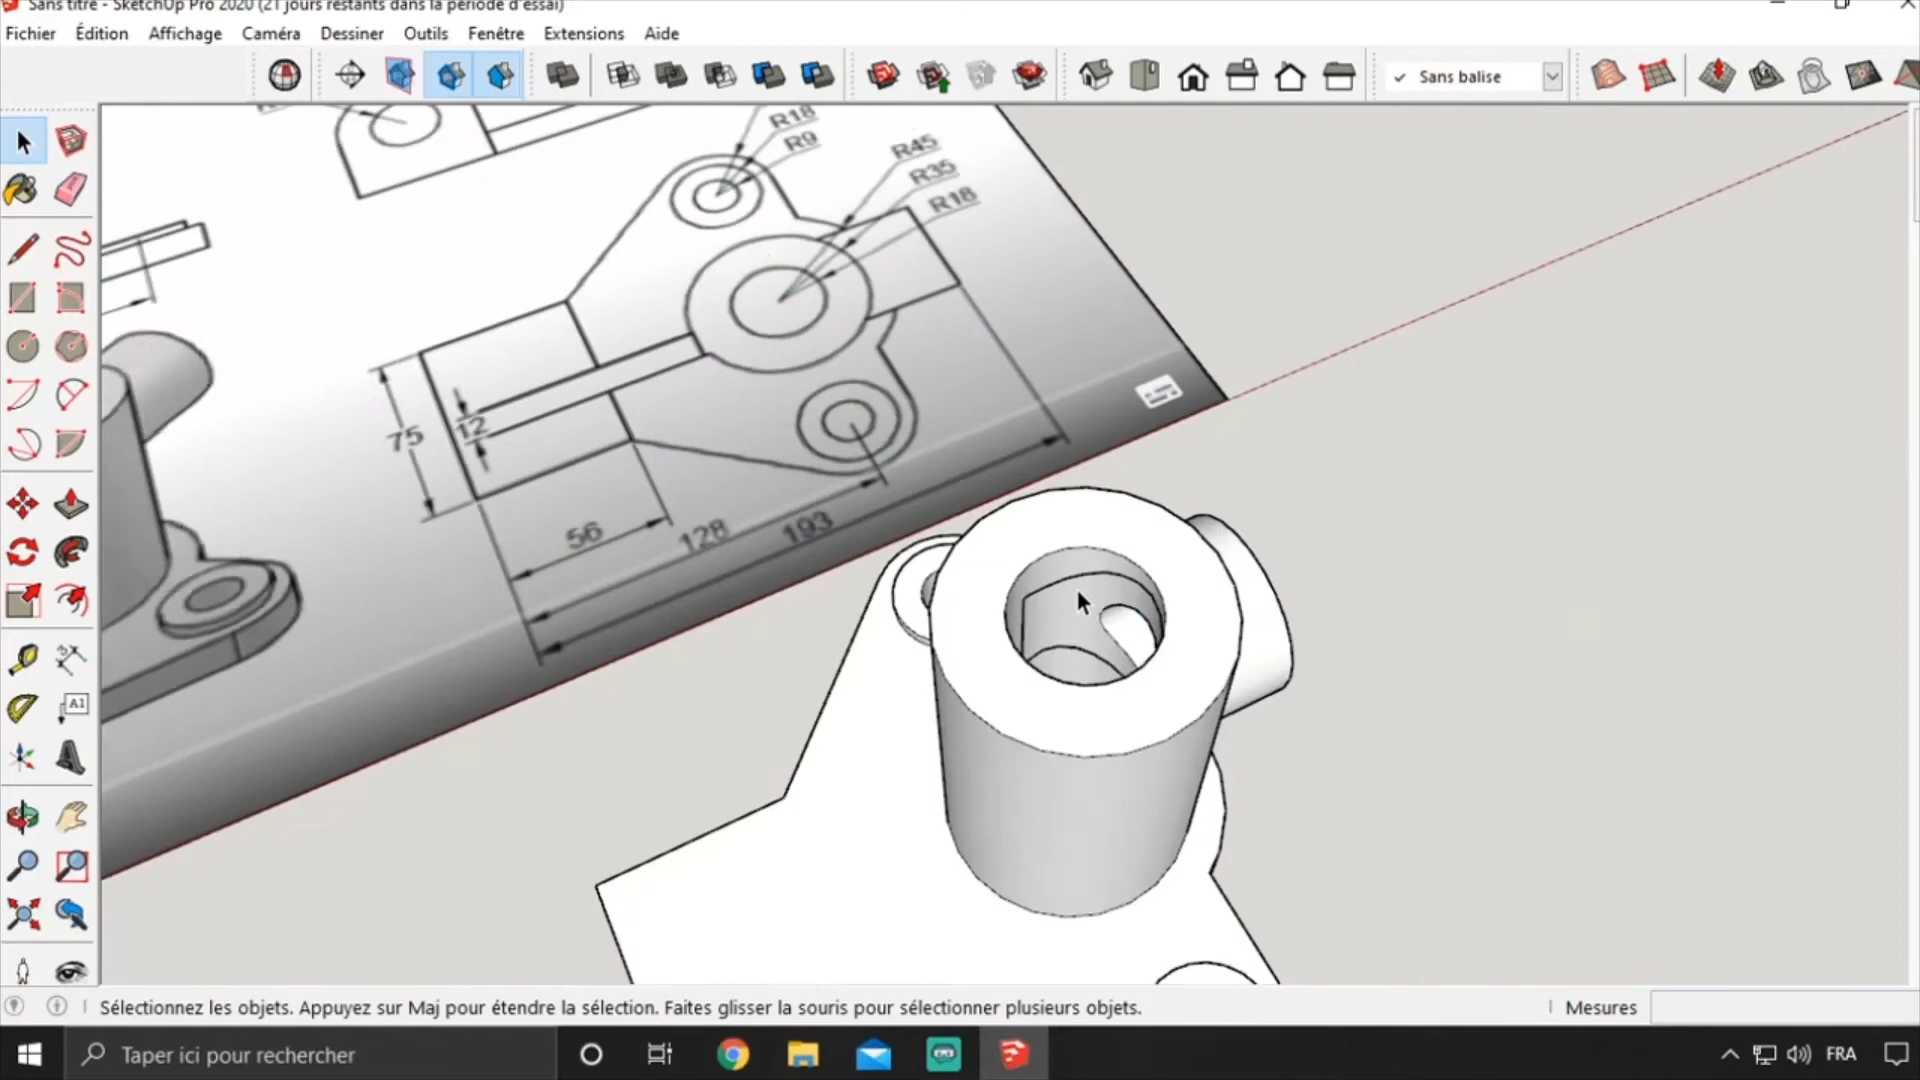 Sans titre - SketchUp Pro 2020 (21 jours restants dans la période d'essai)
Fichier Édition Affichage Caméra Dessiner Outils Fenêtre Extensions Aide
✓ Sans balise
R18
R9
R45
R35
R18
75
12
56
128
193
A1
Sélectionnez les objets. Appuyez sur Maj pour étendre la sélection. Faites glisser la souris pour sélectionner plusieurs objets.
Mesures
Taper ici pour rechercher
FRA